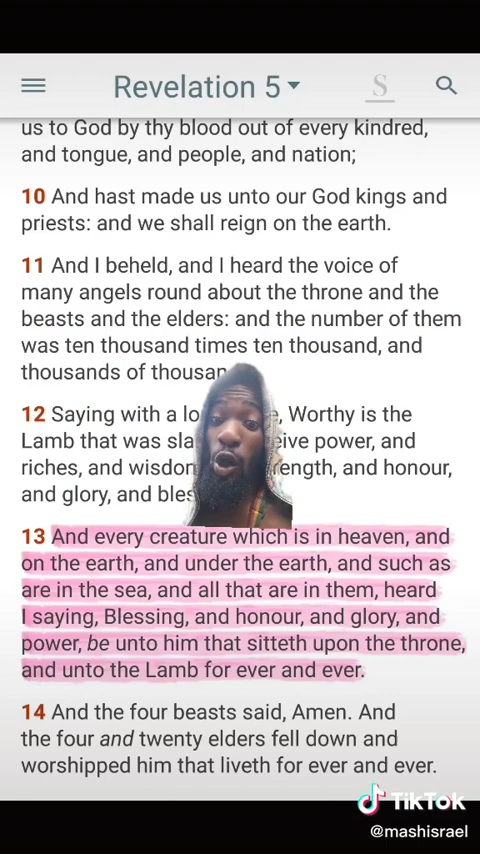 Revelation 5
S
us to God by thy blood out of every kindred,
and tongue, and people, and nation;
10 And hast made us unto our God kings and
priests: and we shall reign on the earth.
11 And I beheld, and I heard the voice of
many angels round about the throne and the
beasts and the elders: and the number of them
was ten thousand times ten thousand, and
thousands of
12 Saying with a Worthy is the
Lamb that was power, and
riches, and and honour,
and glory, and
13 And every creature which is in heaven, and
on the earth, and under the earth, and such as
are in the sea, and all that are in them, heard
I saying, Blessing, and honour, and glory, and
power, be unto him that sitteth upon the throne,
and unto the Lamb for ever and ever.
14 And the four beasts said, Amen. And
the four and twenty elders fell down and
worshipped him that liveth for ever and ever.
TikTok
@mashisrael